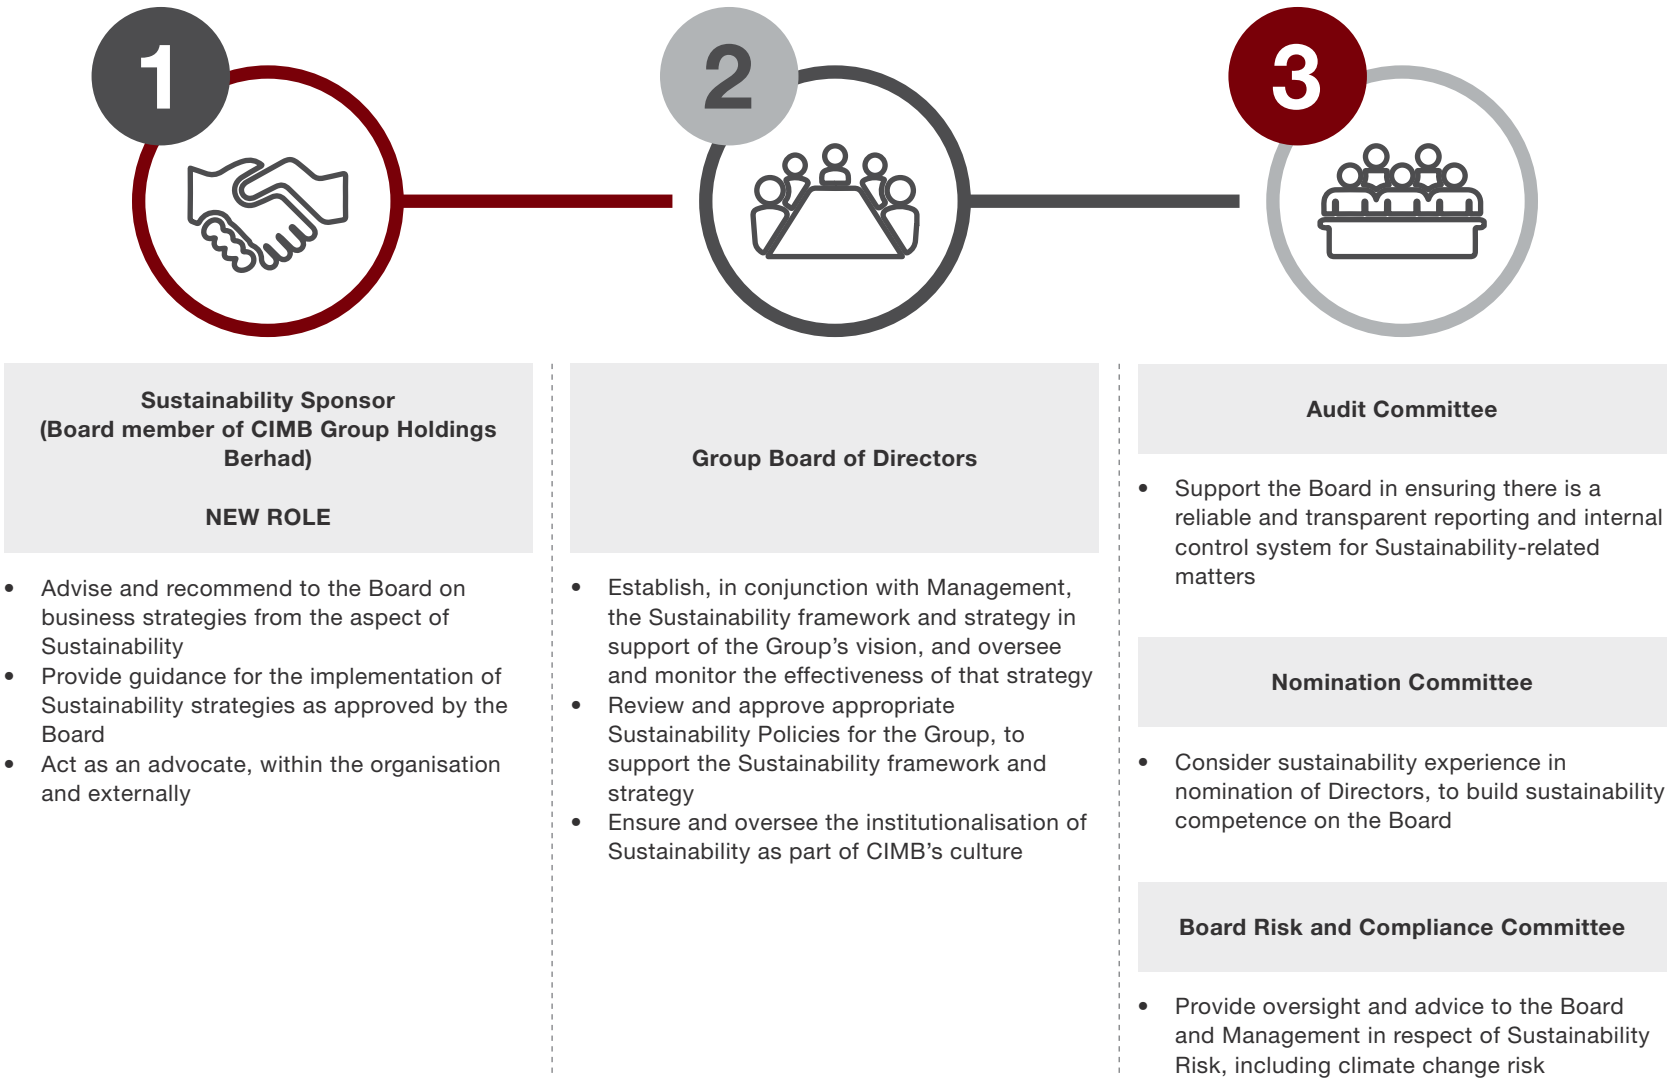 1
2
3
Sustainability Sponsor
(Board member of CIMB Group Holdings
Berhad)
NEW ROLE
• Advise and recommend to the Board on
business strategies from the aspect of
Sustainability
• Provide guidance for the implementation of
Sustainability strategies as approved by the
Board
• Act as an advocate, within the organisation
and externally
Group Board of Directors
• Establish, in conjunction with Management,
the Sustainability framework and strategy in
support of the Group’s vision, and oversee
and monitor the effectiveness of that strategy
• Review and approve appropriate
Sustainability Policies for the Group, to
support the Sustainability framework and
strategy
• Ensure and oversee the institutionalisation of
Sustainability as part of CIMB’s culture
Audit Committee
• Support the Board in ensuring there is a
reliable and transparent reporting and internal
control system for Sustainability-related
matters
Nomination Committee
• Consider sustainability experience in
nomination of Directors, to build sustainability
competence on the Board
Board Risk and Compliance Committee
• Provide oversight and advice to the Board
and Management in respect of Sustainability
Risk, including climate change risk